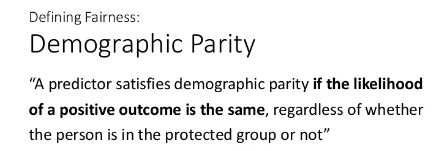 Defining Fairness:
Demographic Parity
“A predictor satisfies demographic parity if the likelihood
of a positive outcome is the same, regardless of whether
the person is in the protected group or not”